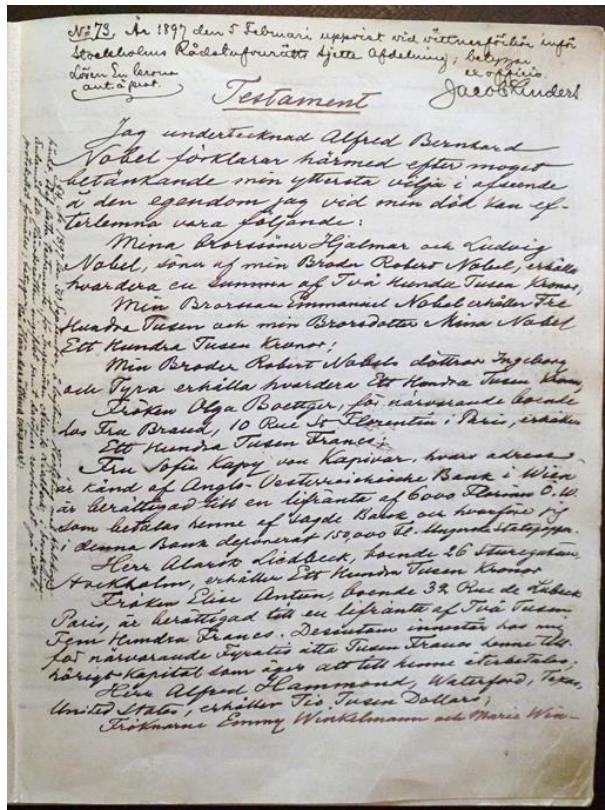 No 73. År 1897 den 5 Februari uppvist vid vittnesförhör inför
Stockholms Rådstufvurätts sjette Afdelning; betygar
Lösen En krona
ex officio
Jacob Kinders
Testament
Jag undertecknad Alfred Bernhard
Nobel förklarar härmed efter moget
betänkande min yttersta vilja i afseende
å den egendom jag vid min död kan ef-
terlemna vara följande:
Mina Brorssöner Hjalmar och Ludvig
Nobel, söner af min Broder Robert Nobel, erhålla
hvardera en summa af Två Hundra Tusen Kronor,
Min Brorsson Emmanuel Nobel erhåller Tre
Hundra Tusen och min Brorsdotter Mina Nobel
Ett Hundra Tusen Kronor;
Min Broder Robert Nobels döttrar Ingeborg
och Tyra erhålla hvardera Ett Hundra Tusen Kronor,
Fröken Olga Boettger, för närvarande boende
hos Fru Brand, 10 Rue St Florentin i Paris, erhåller
Ett Hundra Tusen Francs;
Fru Sofie Kapy von Kapivar, hvars adress
är känd af Anglo-Oesterreichische Bank i Wien
är berättigad till en lifränta af 6000 Florins Ö.W.
som betalas henne af sagde Bank och hvarföre jag
i denna Bank deponerat 150,000 Fl. i Ungerska Statspapper.
Herr Alarik Liedbeck, boende 26 Sturegatan,
Stockholm, erhåller Ett Hundra Tusen Kronor
Fröken Elise Antun, boende 32 Rue de Lubeck
Paris, är berättigad till en lifränta af Två Tusen
Fem Hundra Francs. Dessutom innestår hos mig
för närvarande Fyratio åtta Tusen Francs henne till-
hörigt Kapital som äger att till henne återbetalas;
Herr Alfred Hammond, Waterford, Texas,
United States, erhåller Tio Tusen Dollars;
Fröknarne Emmy Winkelmann och Marie Win-